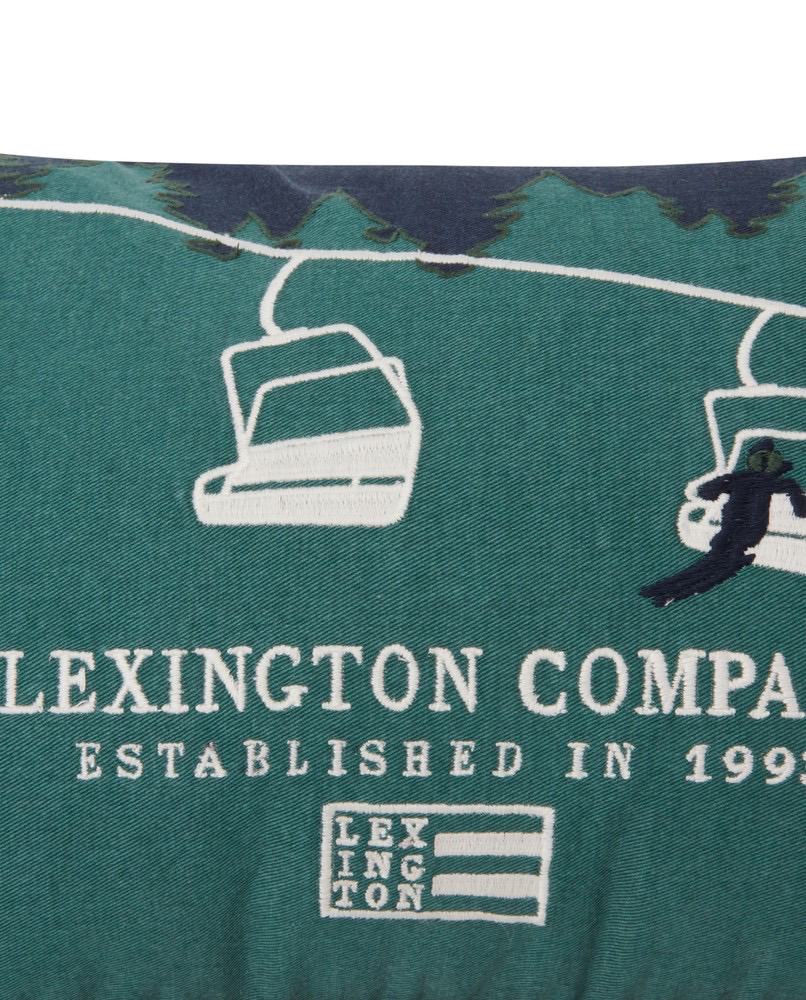 LEXINGTON COMPA
ESTABLISHED IN 199
LEX
ING
TON